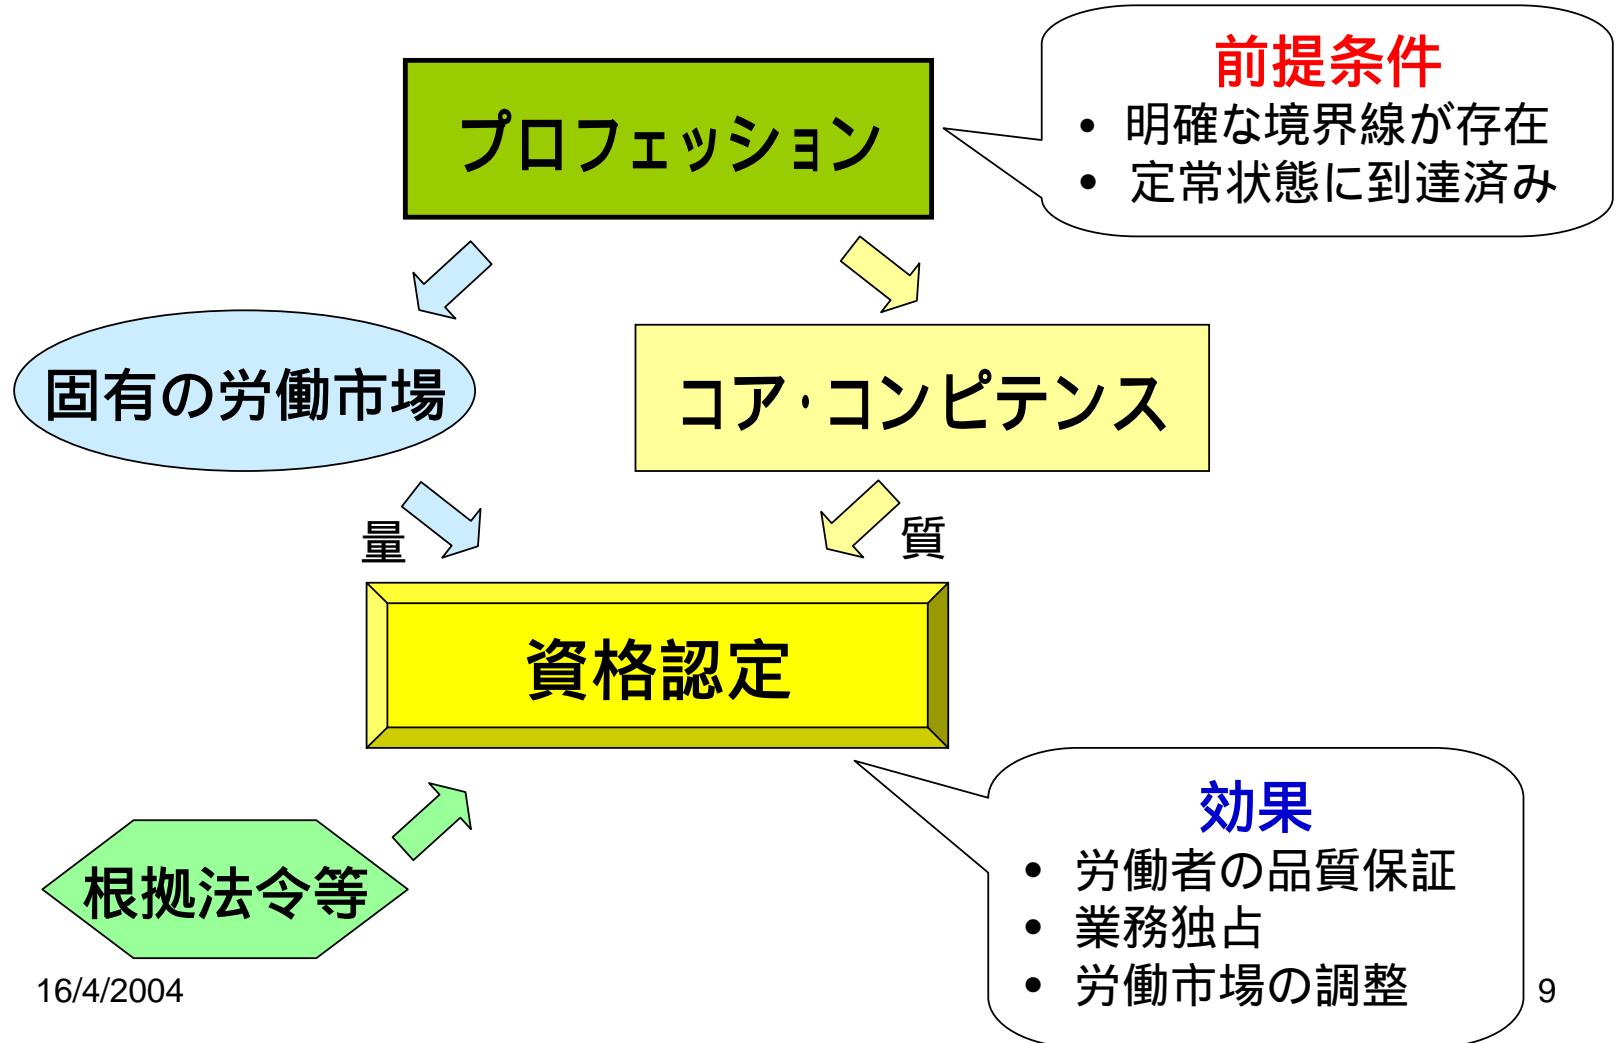 前提条件
• 明確な境界線が存在
• 定常状態に到達済み
プロフェッション
固有の労働市場
コア・コンピテンス
量
質
資格認定
根拠法令等
効果
• 労働者の品質保証
• 業務独占
• 労働市場の調整
16/4/2004
9